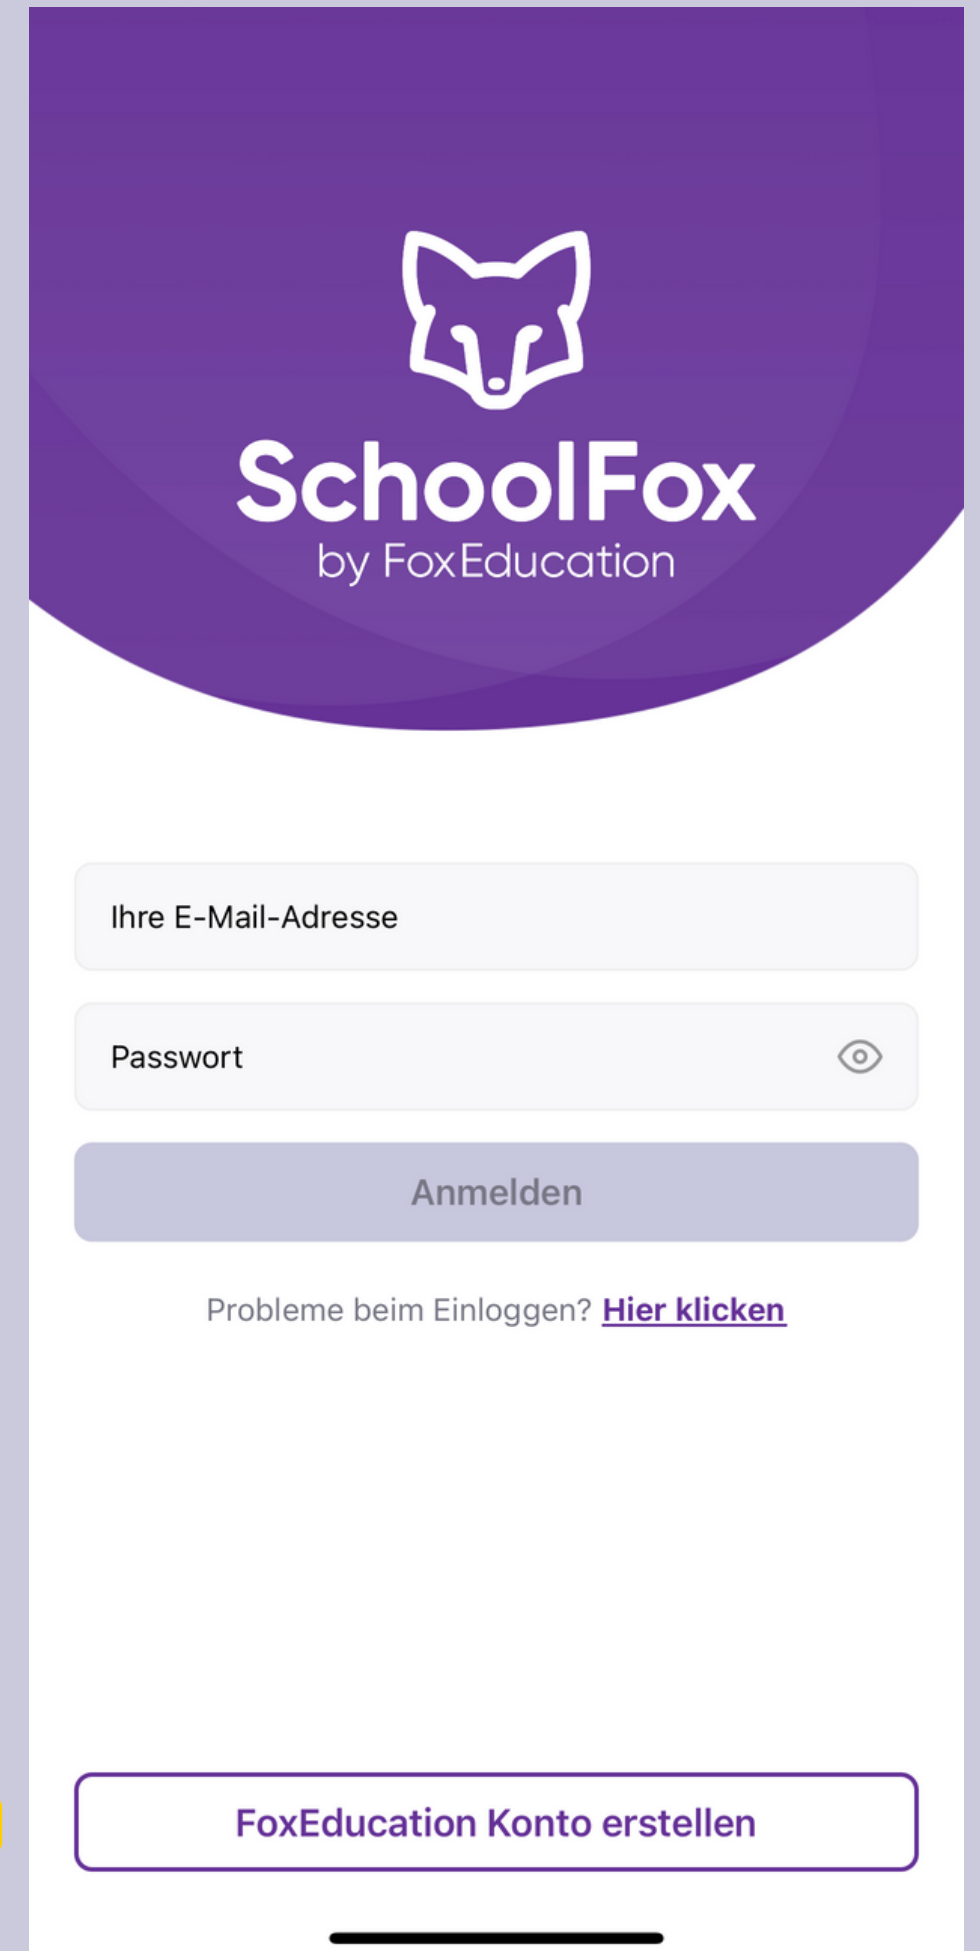 SchoolFox
by FoxEducation
Ihre E-Mail-Adresse
Passwort
Anmelden
Probleme beim Einloggen? Hier klicken
FoxEducation Konto erstellen